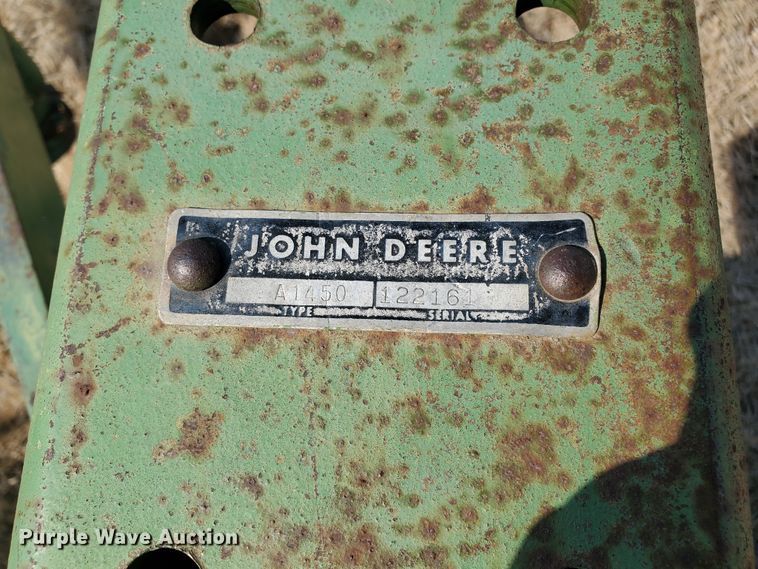 JOHN DEERE
A1450 122161
TYPE SERIAL
Purple Wave Auction